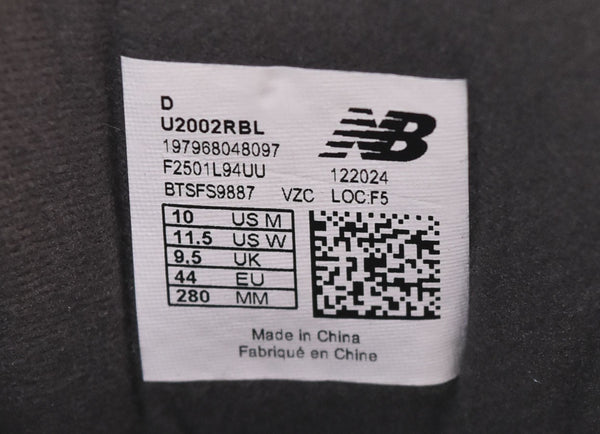 D
U2002RBL
197968048097
F2501L94UU
BTSFS9887 VZC
NB
122024
LOC:F5
10 US M
11.5 US W
9.5 UK
44 EU
280 MM
Made in China
Fabriqué en Chine